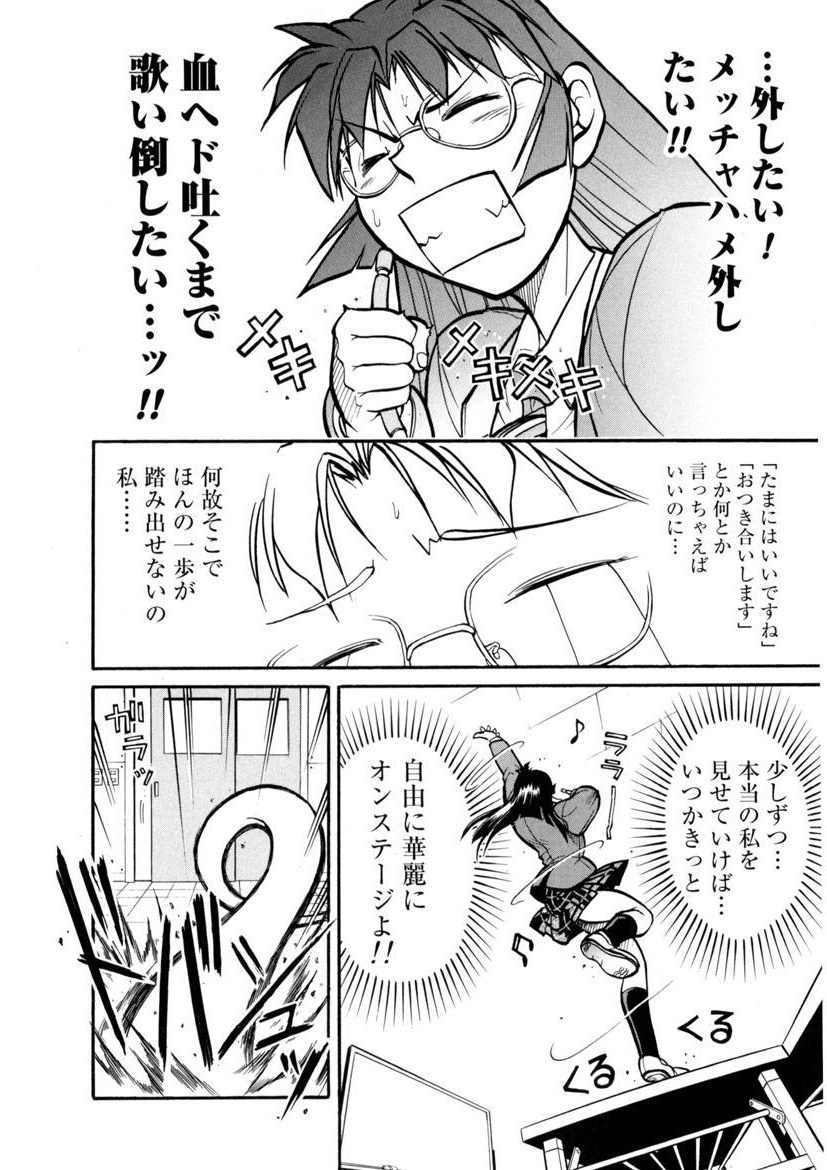 …外したい！
メッチャハメ外し
たい!!
血ヘド吐くまで
歌い倒したい…ッ!!
メキ
メキ
メキ
「たまにはいいですね」
「おつき合いします」
とか何とか
言っちゃえば
いいのに…
何故そこで
ほんの一歩が
踏み出せないの
私……
少しずつ…
本当の私を
見せていけば…
いつかきっと
ララー
自由に華麗に
オンステージよ!!
くる
くる
ガラッ
ドバッ